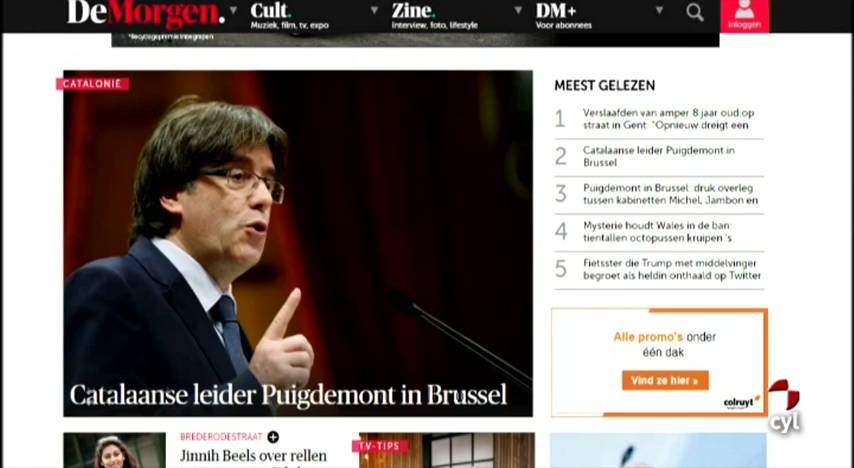 DeMorgen.
Cult.
Muziek, film, tv, expo
Zine.
Interview, foto, lifestyle
DM+
Voor abonnees
Inloggen
*Recyclagepremie inbegrepen
CATALONIË
Catalaanse leider Puigdemont in Brussel
MEEST GELEZEN
1 Verslaafden van amper 8 jaar oud op
straat in Gent: "Opnieuw dreigt een
2 Catalaanse leider Puigdemont in
Brussel
3 Puigdemont in Brussel: druk overleg
tussen kabinetten Michel, Jambon en
4 Mysterie houdt Wales in de ban:
tientallen octopussen kruipen 's
5 Fietsster die Trump met middelvinger
begroet als heldin onthaald op Twitter
Alle promo's onder
één dak
Vind ze hier »
colruyt
cyl
BREDERODESTRAAT
Jinnih Beels over rellen
TV-TIPS